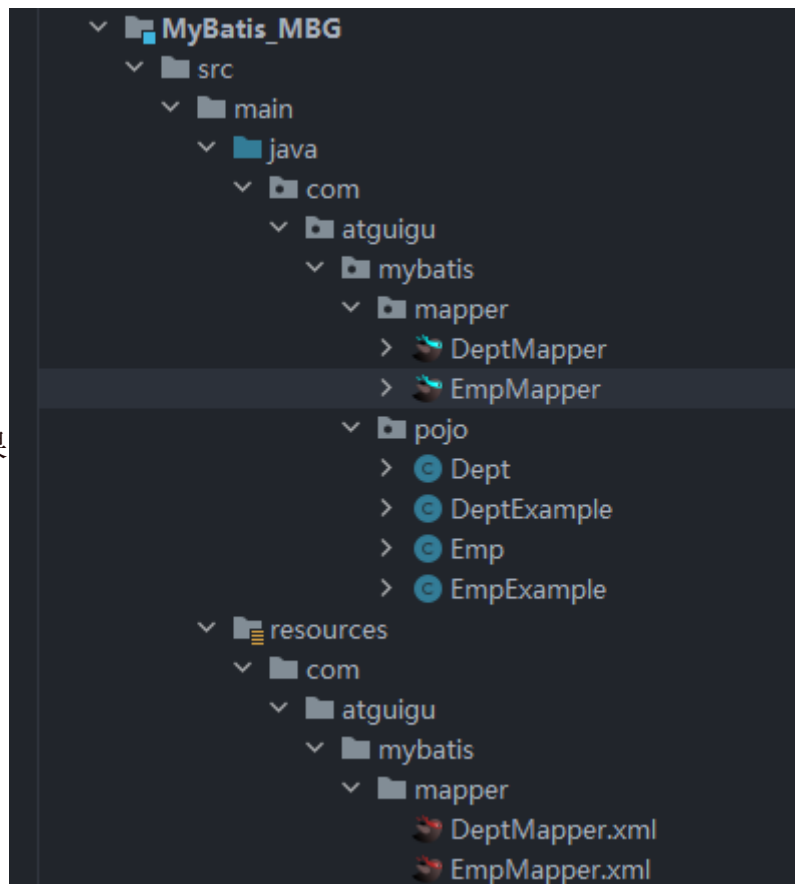 MyBatis_MBG
src
main
java
com
atguigu
mybatis
mapper
DeptMapper
EmpMapper
pojo
Dept
DeptExample
Emp
EmpExample
resources
com
atguigu
mybatis
mapper
DeptMapper.xml
EmpMapper.xml